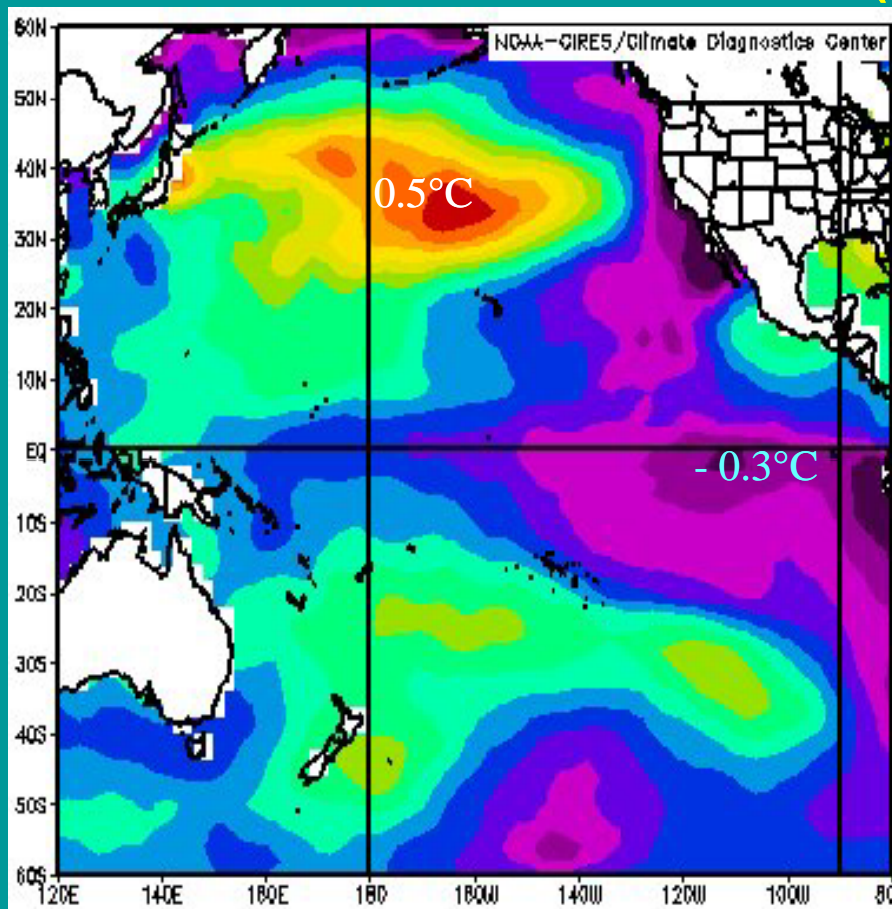 NOAA-CIRES/Climate Diagnostics Center
60N
50N
40N
0.5°C
30N
20N
10N
EQ
- 0.3°C
10S
20S
30S
40S
50S
60S
120E 140E 160E 180 160W 140W 120W 100W